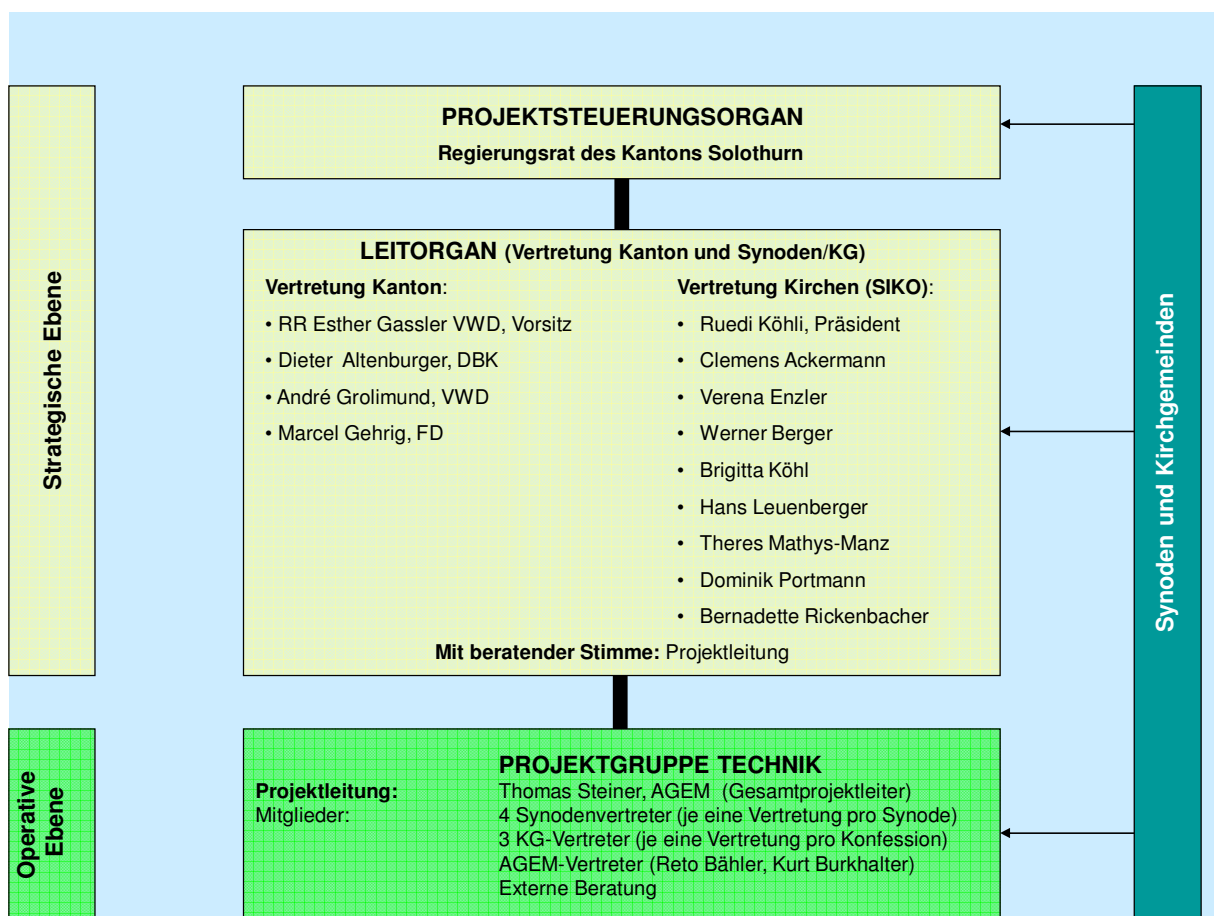 PROJEKTSTEUERUNGSORGAN
Regierungsrat des Kantons Solothurn
Strategische Ebene
LEITORGAN (Vertretung Kanton und Synoden/KG)
Vertretung Kanton:
• RR Esther Gassler VWD, Vorsitz
• Dieter Altenburger, DBK
• André Grolimund, VWD
• Marcel Gehrig, FD
Vertretung Kirchen (SIKO):
• Ruedi Köhli, Präsident
• Clemens Ackermann
• Verena Enzler
• Werner Berger
• Brigitta Köhl
• Hans Leuenberger
• Theres Mathys-Manz
• Dominik Portmann
• Bernadette Rickenbacher
Mit beratender Stimme: Projektleitung
Synoden und Kirchgemeinden
Operative
Ebene
PROJEKTGRUPPE TECHNIK
Projektleitung: Thomas Steiner, AGEM (Gesamtprojektleiter)
Mitglieder: 4 Synodenvertreter (je eine Vertretung pro Synode)
3 KG-Vertreter (je eine Vertretung pro Konfession)
AGEM-Vertreter (Reto Bähler, Kurt Burkhalter)
Externe Beratung